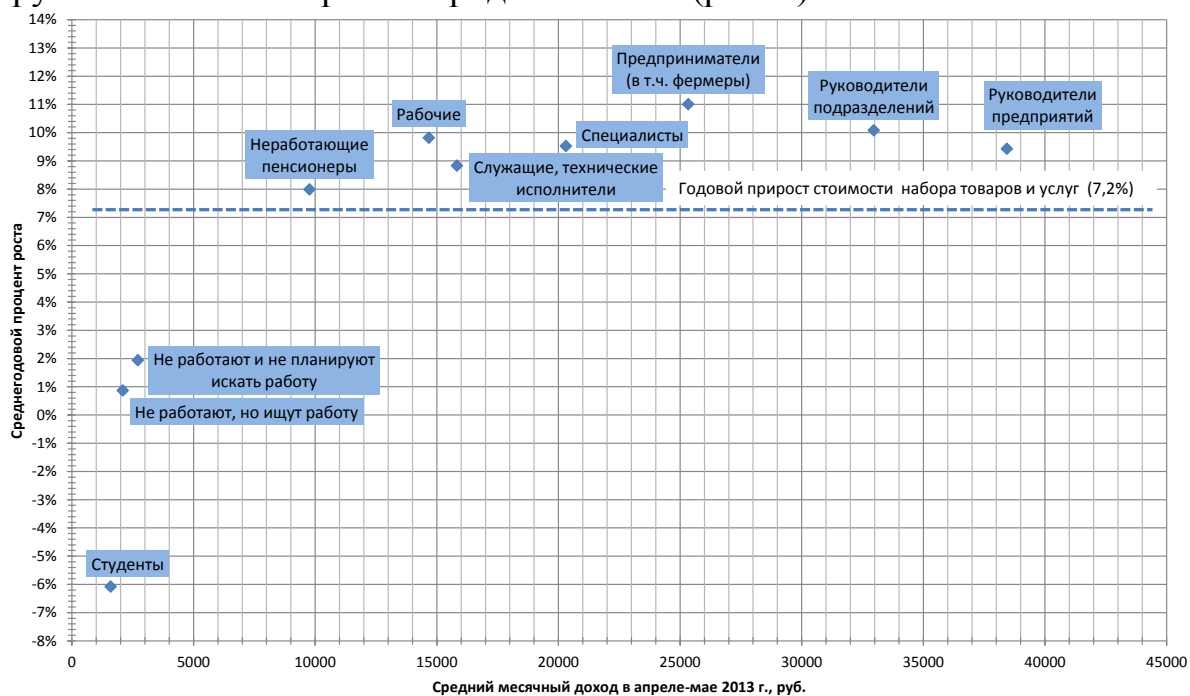 14%
13%
12%
11%
10%
9%
8%
7%
6%
5%
4%
3%
2%
1%
0%
-1%
-2%
-3%
-4%
-5%
-6%
-7%
-8%
Среднегодовой процент роста
Предприниматели
(в т.ч. фермеры)
Руководители
подразделений
Руководители
предприятий
Рабочие
Специалисты
Неработающие
пенсионеры
Служащие, технические
исполнители
Годовой прирост стоимости набора товаров и услуг (7,2%)
Не работают и не планируют
искать работу
Не работают, но ищут работу
Студенты
0 5000 10000 15000 20000 25000 30000 35000 40000 45000
Средний месячный доход в апреле-мае 2013 г., руб.